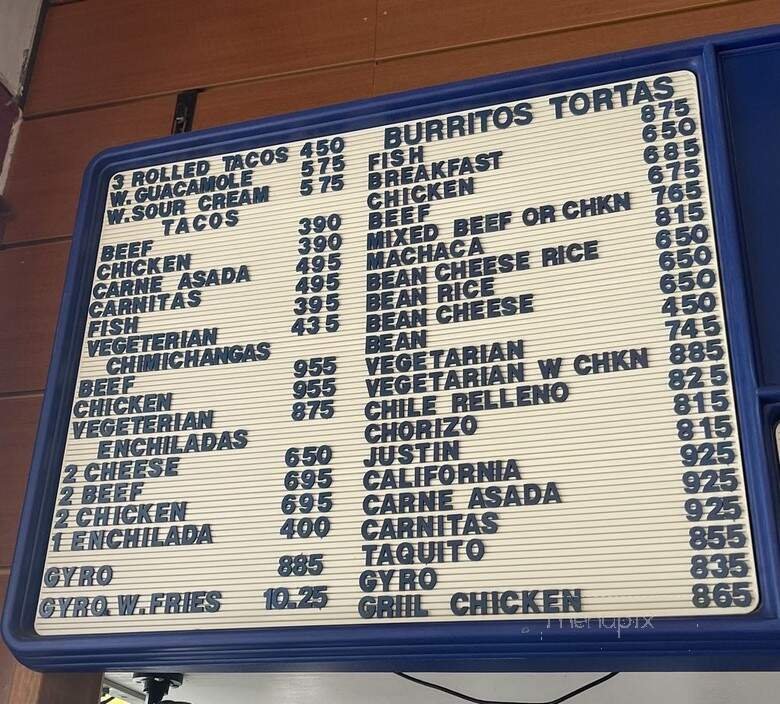 3 ROLLED TACOS 450
W.GUACAMOLE 575
W.SOUR CREAM 575
TACOS
BEEF 390
CHICKEN 390
CARNE ASADA 495
CARNITAS 495
FISH 395
VEGETERIAN 435
CHIMICHANGAS
BEEF 955
CHICKEN 955
VEGETERIAN 875
ENCHILADAS
2 CHEESE 650
2 BEEF 695
2 CHICKEN 695
1 ENCHILADA 400
GYRO 885
GYRO.W.FRIES 10.25
BURRITOS TORTAS
FISH 875
BREAKFAST 650
CHICKEN 685
BEEF 675
MIXED BEEF OR CHKN 765
MACHACA 815
BEAN CHEESE RICE 650
BEAN RICE 650
BEAN CHEESE 650
BEAN 450
VEGETARIAN 745
VEGETARIAN W CHKN 885
CHILE RELLENO 825
CHORIZO 815
JUSTIN 815
CALIFORNIA 925
CARNE ASADA 925
CARNITAS 925
TAQUITO 855
GYRO 835
GRIIL CHICKEN 865
menupix